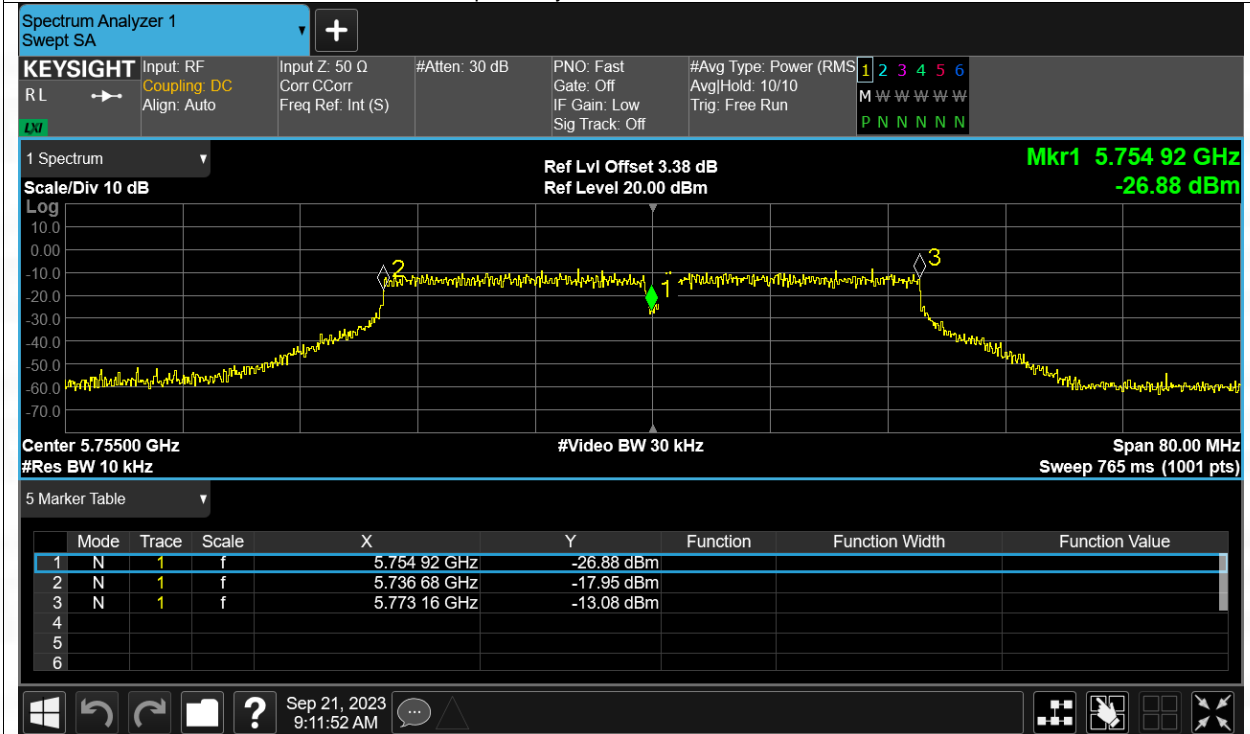 Spectrum Analyzer 1
Swept SA
+
KEYSIGHT
R L
LXI
Input: RF
Coupling: DC
Align: Auto
Input Z: 50 Ω
Corr CCorr
Freq Ref: Int (S)
#Atten: 30 dB
PNO: Fast
Gate: Off
IF Gain: Low
Sig Track: Off
#Avg Type: Power (RMS
Avg|Hold: 10/10
Trig: Free Run
1 2 3 4 5 6
M W W W W W
P N N N N N
1 Spectrum
Scale/Div 10 dB
Ref Lvl Offset 3.38 dB
Ref Level 20.00 dBm
Mkr1 5.754 92 GHz
-26.88 dBm
Log
10.0
0.00
-10.0
-20.0
-30.0
-40.0
-50.0
-60.0
-70.0
2
1
3
Center 5.75500 GHz
#Res BW 10 kHz
#Video BW 30 kHz
Span 80.00 MHz
Sweep 765 ms (1001 pts)
5 Marker Table
Mode Trace Scale X Y Function Function Width Function Value
1 N 1 f 5.754 92 GHz -26.88 dBm
2 N 1 f 5.736 68 GHz -17.95 dBm
3 N 1 f 5.773 16 GHz -13.08 dBm
4
5
6
?
Sep 21, 2023
9:11:52 AM